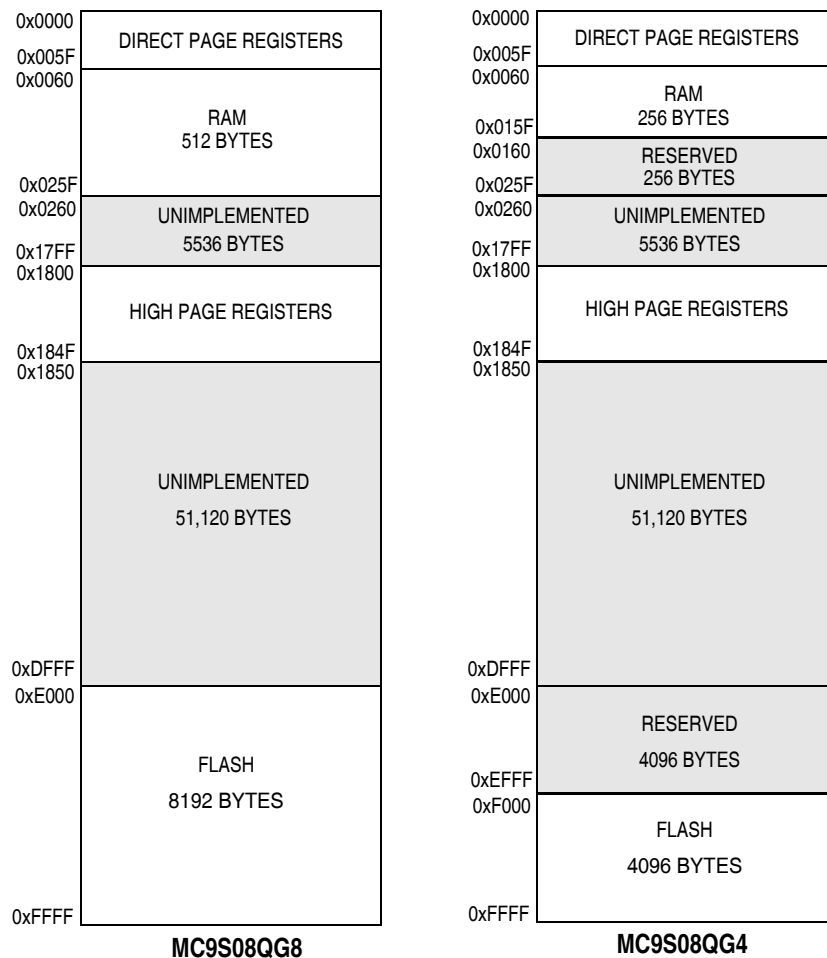 0x0000
DIRECT PAGE REGISTERS
0x005F
0x0060
RAM
512 BYTES
0x025F
0x0260
UNIMPLEMENTED
5536 BYTES
0x17FF
0x1800
HIGH PAGE REGISTERS
0x184F
0x1850
UNIMPLEMENTED
51,120 BYTES
0xDFFF
0xE000
FLASH
8192 BYTES
0xFFFF
MC9S08QG8
0x0000
DIRECT PAGE REGISTERS
0x005F
0x0060
RAM
256 BYTES
0x015F
0x0160
RESERVED
256 BYTES
0x025F
0x0260
UNIMPLEMENTED
5536 BYTES
0x17FF
0x1800
HIGH PAGE REGISTERS
0x184F
0x1850
UNIMPLEMENTED
51,120 BYTES
0xDFFF
0xE000
RESERVED
4096 BYTES
0xEFFF
0xF000
FLASH
4096 BYTES
0xFFFF
MC9S08QG4